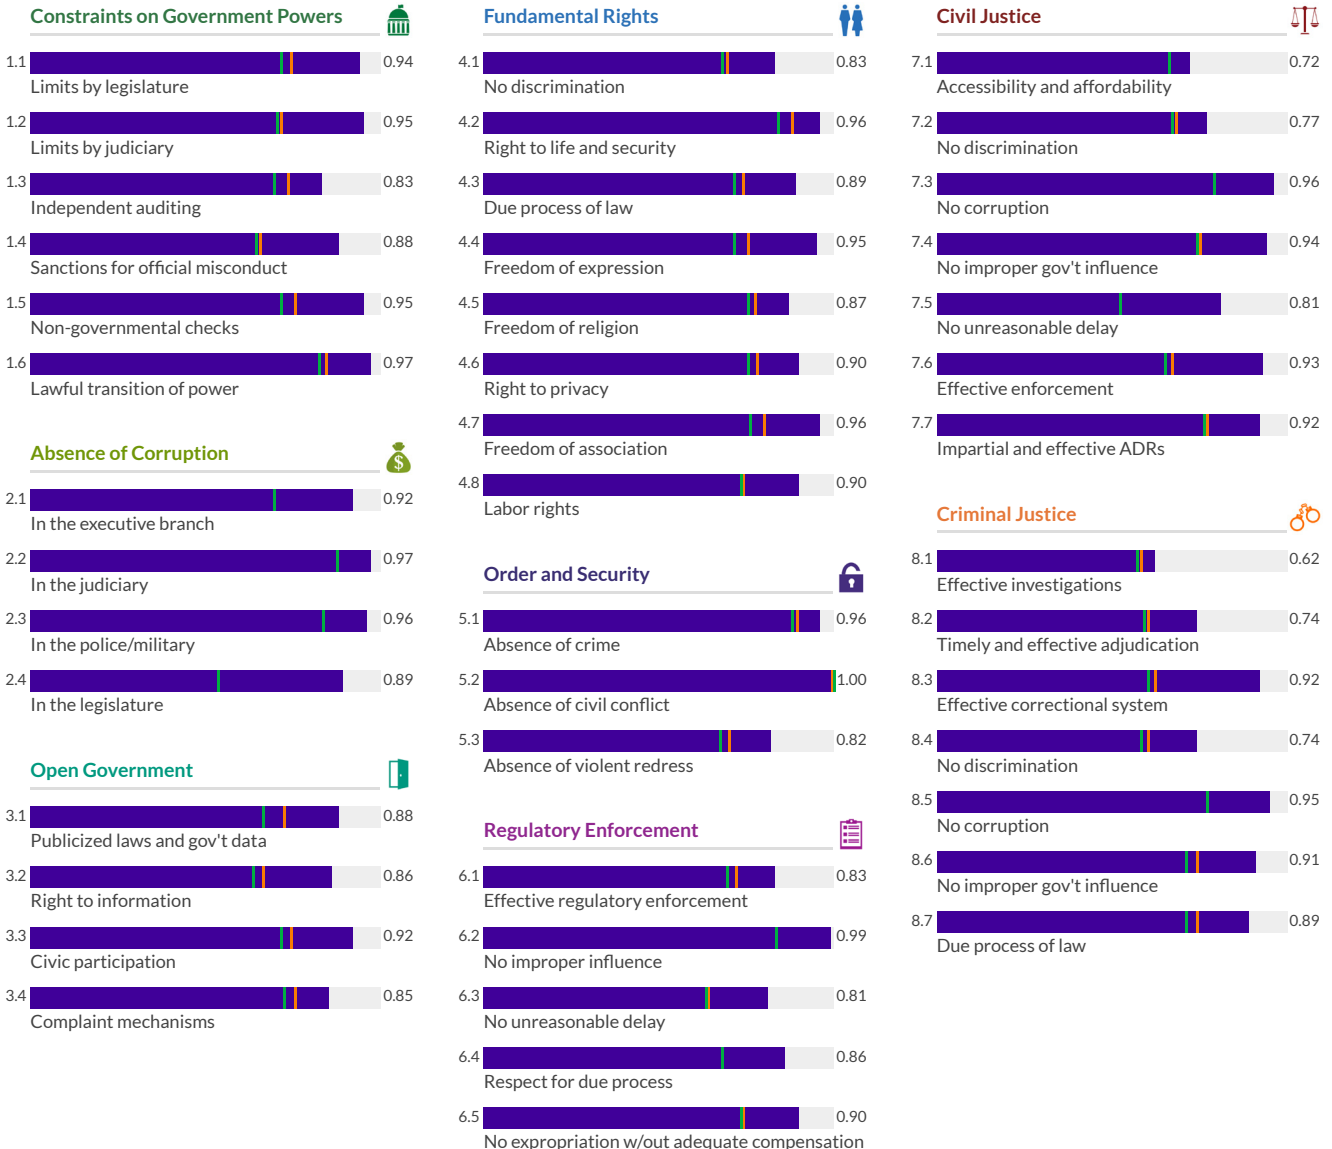 Constraints on Government Powers
1.1 0.94
Limits by legislature
1.2 0.95
Limits by judiciary
1.3 0.83
Independent auditing
1.4 0.88
Sanctions for official misconduct
1.5 0.95
Non-governmental checks
1.6 0.97
Lawful transition of power
Absence of Corruption
$
2.1 0.92
In the executive branch
2.2 0.97
In the judiciary
2.3 0.96
In the police/military
2.4 0.89
In the legislature
Open Government
3.1 0.88
Publicized laws and gov't data
3.2 0.86
Right to information
3.3 0.92
Civic participation
3.4 0.85
Complaint mechanisms
Fundamental Rights
4.1 0.83
No discrimination
4.2 0.96
Right to life and security
4.3 0.89
Due process of law
4.4 0.95
Freedom of expression
4.5 0.87
Freedom of religion
4.6 0.90
Right to privacy
4.7 0.96
Freedom of association
4.8 0.90
Labor rights
Order and Security
5.1 0.96
Absence of crime
5.2 1.00
Absence of civil conflict
5.3 0.82
Absence of violent redress
Regulatory Enforcement
6.1 0.83
Effective regulatory enforcement
6.2 0.99
No improper influence
6.3 0.81
No unreasonable delay
6.4 0.86
Respect for due process
6.5 0.90
No expropriation w/out adequate compensation
Civil Justice
7.1 0.72
Accessibility and affordability
7.2 0.77
No discrimination
7.3 0.96
No corruption
7.4 0.94
No improper gov't influence
7.5 0.81
No unreasonable delay
7.6 0.93
Effective enforcement
7.7 0.92
Impartial and effective ADRs
Criminal Justice
8.1 0.62
Effective investigations
8.2 0.74
Timely and effective adjudication
8.3 0.92
Effective correctional system
8.4 0.74
No discrimination
8.5 0.95
No corruption
8.6 0.91
No improper gov't influence
8.7 0.89
Due process of law